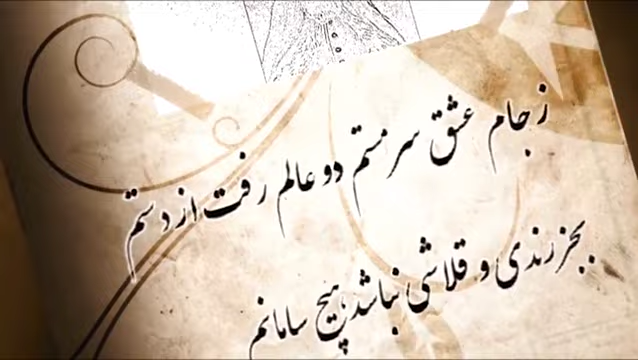 ز جام عشق سرمستم دو عالم رفت از دستم
بجز رندی و قلاشی نباشد هیچ سامانم